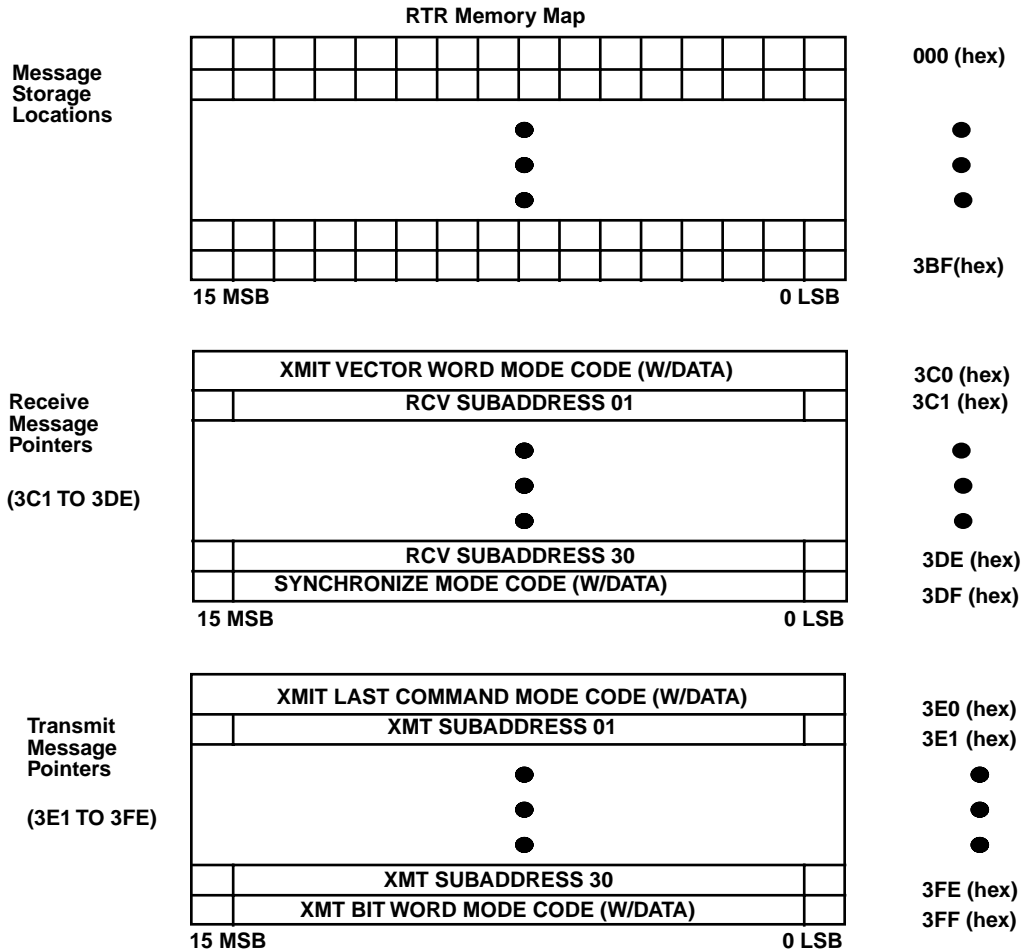 RTR Memory Map
Message
Storage
Locations
000 (hex)
3BF(hex)
15 MSB
0 LSB
Receive
Message
Pointers
(3C1 TO 3DE)
XMIT VECTOR WORD MODE CODE (W/DATA)
3C0 (hex)
RCV SUBADDRESS 01
3C1 (hex)
RCV SUBADDRESS 30
3DE (hex)
SYNCHRONIZE MODE CODE (W/DATA)
3DF (hex)
15 MSB
0 LSB
Transmit
Message
Pointers
(3E1 TO 3FE)
XMIT LAST COMMAND MODE CODE (W/DATA)
3E0 (hex)
XMT SUBADDRESS 01
3E1 (hex)
XMT SUBADDRESS 30
3FE (hex)
XMT BIT WORD MODE CODE (W/DATA)
3FF (hex)
15 MSB
0 LSB